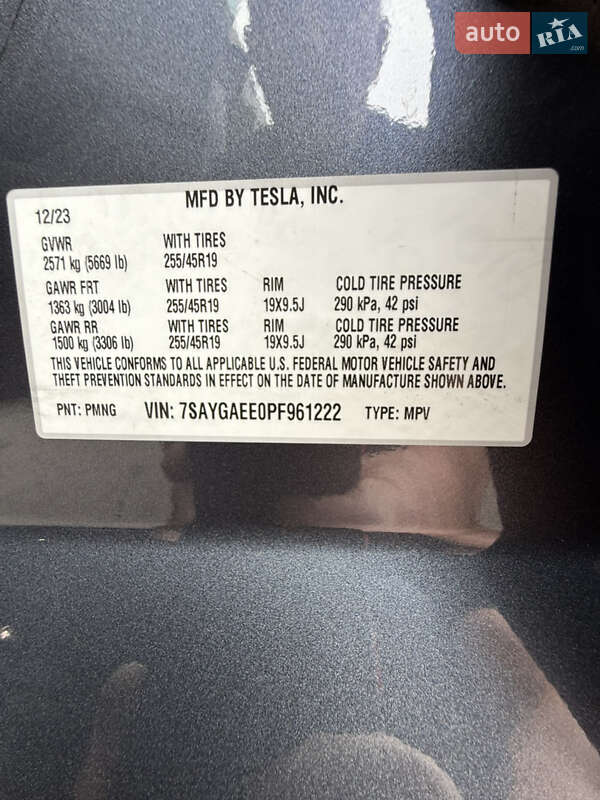 auto RIA .com
MFD BY TESLA, INC.
12/23
GVWR WITH TIRES
2571 kg (5669 lb) 255/45R19
GAWR FRT WITH TIRES RIM COLD TIRE PRESSURE
1363 kg (3004 lb) 255/45R19 19X9.5J 290 kPa, 42 psi
GAWR RR WITH TIRES RIM COLD TIRE PRESSURE
1500 kg (3306 lb) 255/45R19 19X9.5J 290 kPa, 42 psi
THIS VEHICLE CONFORMS TO ALL APPLICABLE U.S. FEDERAL MOTOR VEHICLE SAFETY AND
THEFT PREVENTION STANDARDS IN EFFECT ON THE DATE OF MANUFACTURE SHOWN ABOVE.
PNT: PMNG VIN: 7SAYGAEE0PF961222 TYPE: MPV